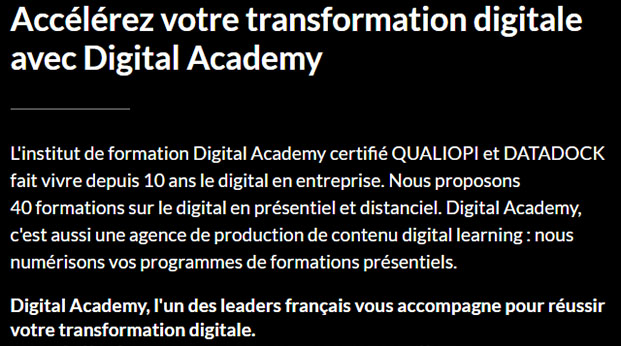 Accélérez votre transformation digitale
avec Digital Academy
L'institut de formation Digital Academy certifié QUALIOPI et DATADOCK
fait vivre depuis 10 ans le digital en entreprise. Nous proposons
40 formations sur le digital en présentiel et distanciel. Digital Academy,
c'est aussi une agence de production de contenu digital learning : nous
numérisons vos programmes de formations présentiels.
Digital Academy, l'un des leaders français vous accompagne pour réussir
votre transformation digitale.